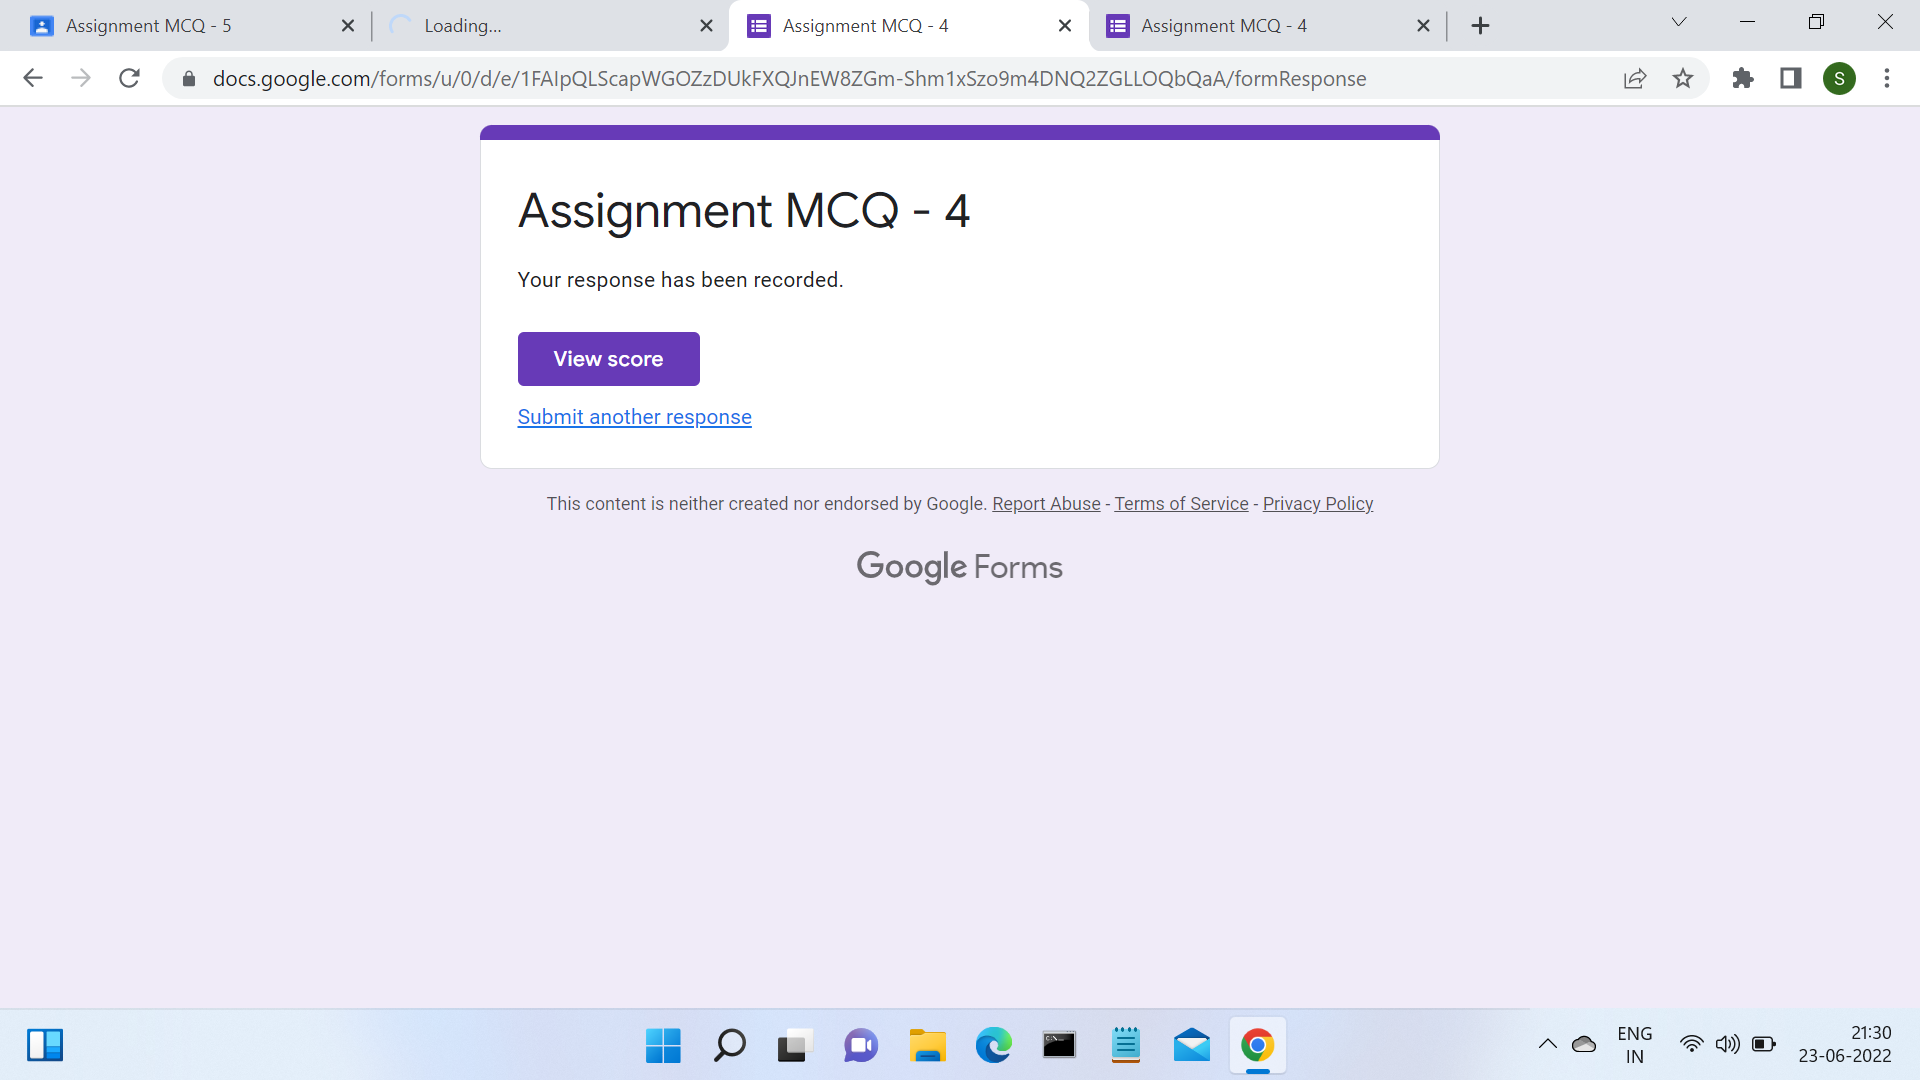 Assignment MCQ - 5
Loading...
Assignment MCQ - 4
Assignment MCQ - 4
docs.google.com/forms/u/0/d/e/1FAIpQLScapWGOZzDUkFXQJnEW8ZGm-Shm1xSzo9m4DNQ2ZGLLOQbQaA/formResponse
S
Assignment MCQ - 4
Your response has been recorded.
View score
Submit another response
This content is neither created nor endorsed by Google. Report Abuse - Terms of Service - Privacy Policy
Google Forms
ENG
IN
21:30
23-06-2022